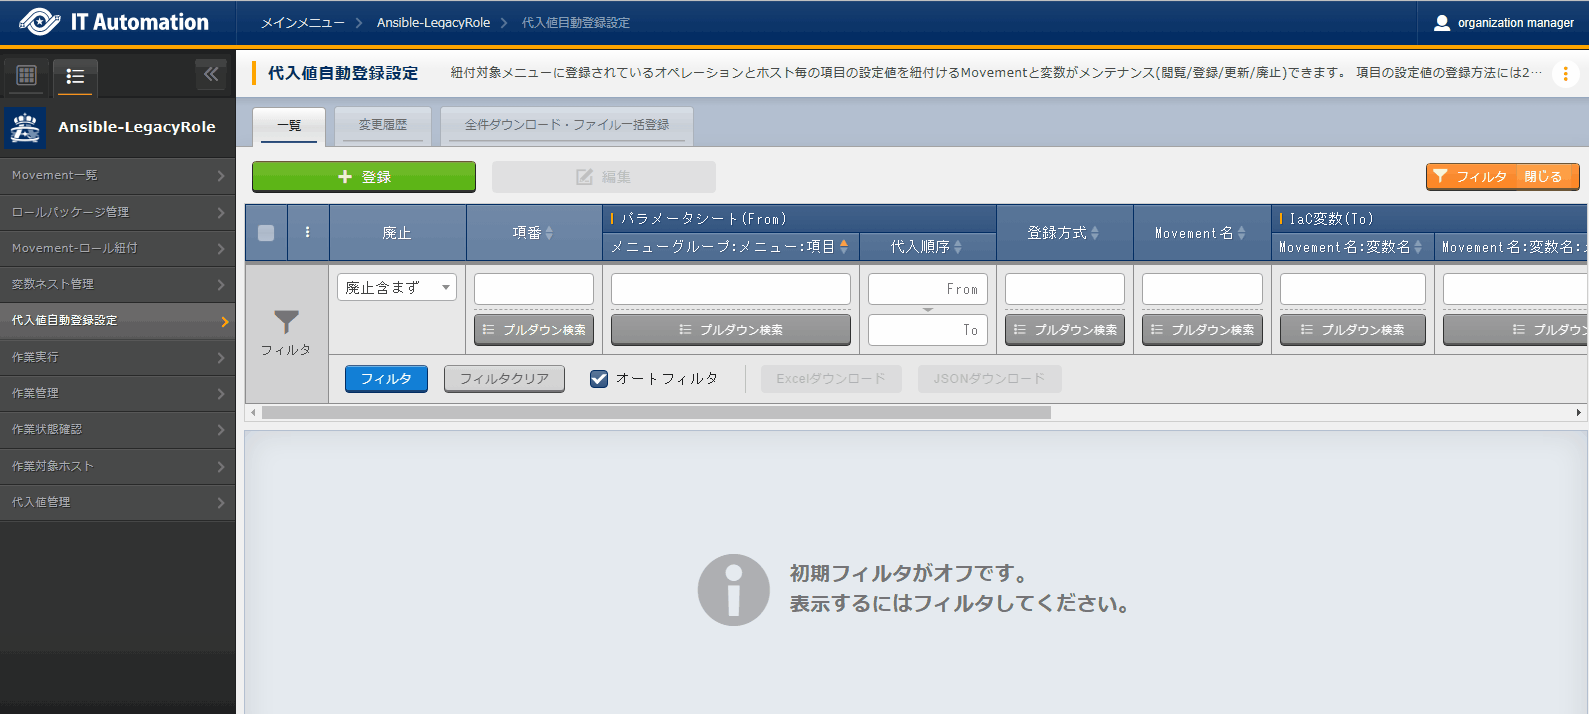 IT Automation
メインメニュー
Ansible-LegacyRole
代入値自動登録設定
organization manager
Ansible-LegacyRole
Movement一覧
ロールパッケージ管理
Movement-ロール紐付
変数ネスト管理
代入値自動登録設定
作業実行
作業管理
作業状態確認
作業対象ホスト
代入値管理
代入値自動登録設定
紐付対象メニューに登録されているオペレーションとホスト毎の項目の設定値を紐付けるMovementと変数がメンテナンス(閲覧/登録/更新/廃止)できます。 項目の設定値の登録方法には2…
一覧
変更履歴
全件ダウンロード・ファイル一括登録
登録
編集
フィルタ 閉じる
廃止
項番
パラメータシート(From)
メニューグループ:メニュー:項目
代入順序
登録方式
Movement名
IaC変数(To)
Movement名:変数名
Movement名:変数名:
フィルタ
廃止含まず
プルダウン検索
プルダウン検索
From
To
プルダウン検索
プルダウン検索
プルダウン検索
プルダウン
フィルタ
フィルタクリア
オートフィルタ
Excelダウンロード
JSONダウンロード
初期フィルタがオフです。
表示するにはフィルタしてください。